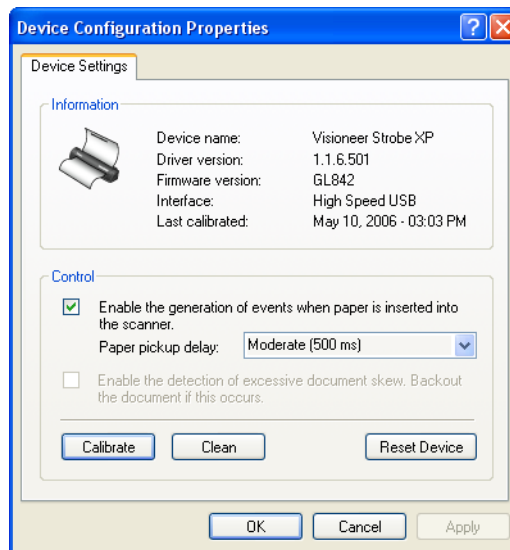 Device Configuration Properties
Device Settings
Information
Device name: Visioneer Strobe XP
Driver version: 1.1.6.501
Firmware version: GL842
Interface: High Speed USB
Last calibrated: May 10, 2006 - 03:03 PM
Control
Enable the generation of events when paper is inserted into
the scanner.
Paper pickup delay: Moderate (500 ms)
Enable the detection of excessive document skew. Backout
the document if this occurs.
Calibrate Clean Reset Device
OK Cancel Apply